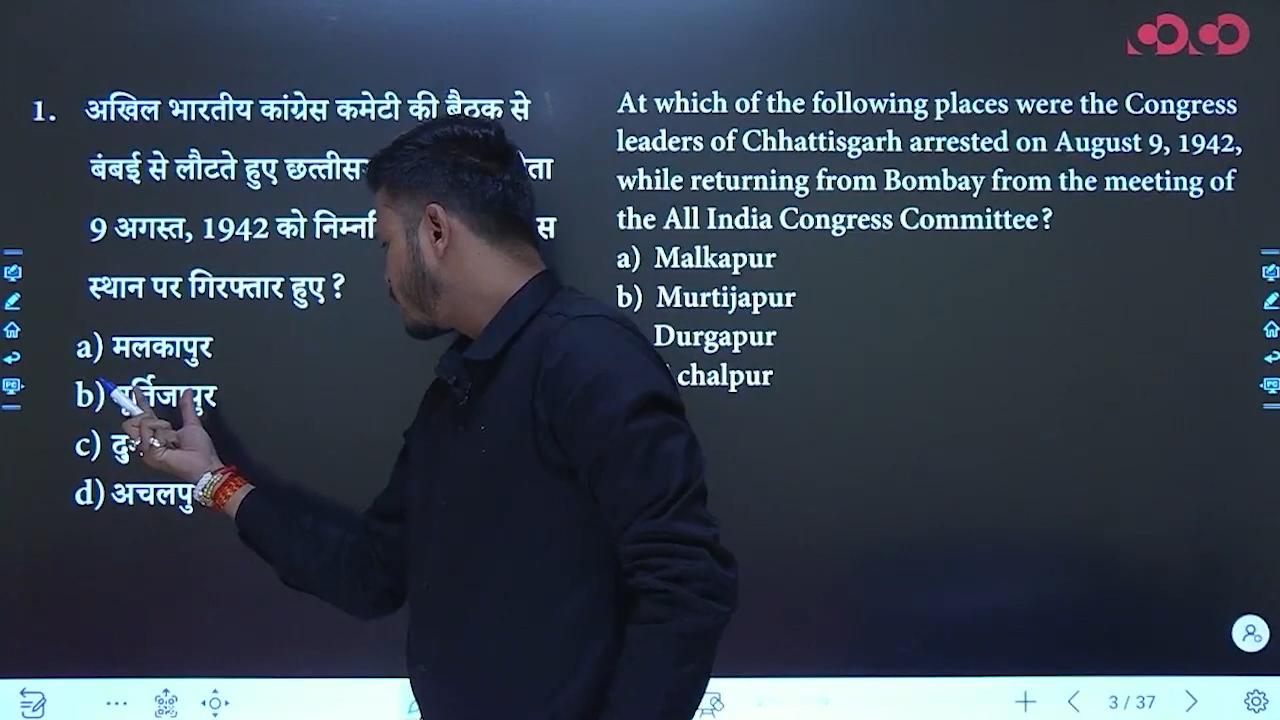 1. अखिल भारतीय कांग्रेस कमेटी की बैठक से
बंबई से लौटते हुए
9 अगस्त, 1942 को
स्थान पर गिरफ्तार हुए ?
a) मलकापुर
b)
c)
d)
At which of the following places were the Congress
leaders of Chhattisgarh arrested on August 9, 1942,
while returning from Bombay from the meeting of
the All India Congress Committee?
a) Malkapur
b) Murtijapur
Durgapur
chalpur
3 / 37